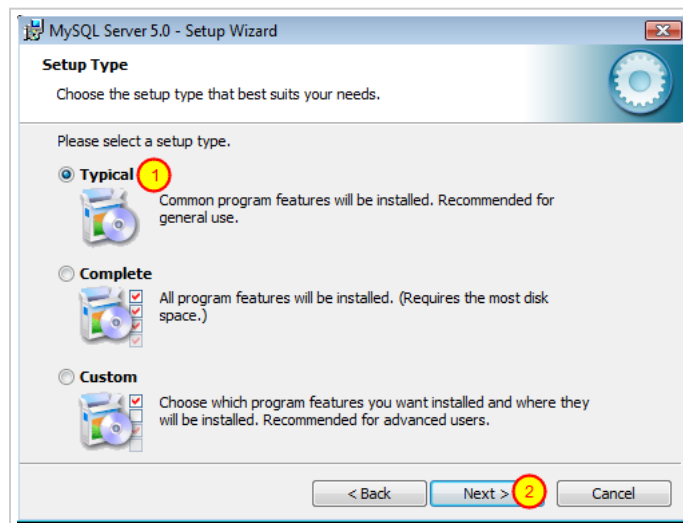 MySQL Server 5.0 - Setup Wizard
Setup Type
Choose the setup type that best suits your needs.
Please select a setup type.
Typical 1
Common program features will be installed. Recommended for
general use.
Complete
All program features will be installed. (Requires the most disk
space.)
Custom
Choose which program features you want installed and where they
will be installed. Recommended for advanced users.
< Back Next > 2 Cancel